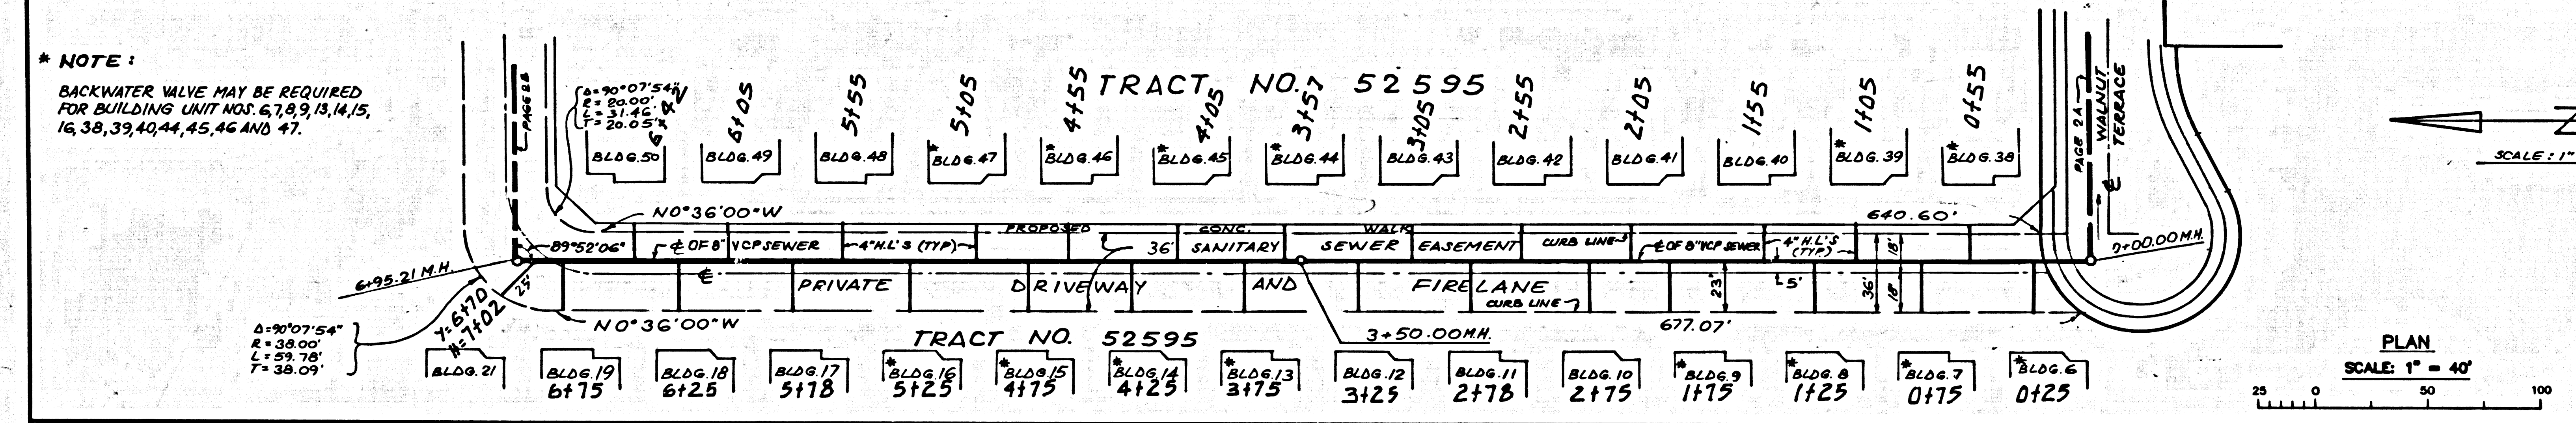 * NOTE:
BACKWATER VALVE MAY BE REQUIRED
FOR BUILDING UNIT NOS. 6,7,8,9,13,14,15,
16,38,39,40,44,45,46 AND 47.
PAGE 2B
Δ=90°07'54"
R=20.00'
L=31.46'
T=20.05'
TRACT NO. 52595
6+05
5+55
5+05
4+55
4+05
3+57
3+05
2+55
2+05
1+55
1+05
0+55
BLDG.50
BLDG.49
BLDG.48
*BLDG.47
*BLDG.46
*BLDG.45
*BLDG.44
BLDG.43
BLDG.42
BLDG.41
BLDG.40
*BLDG.39
*BLDG.38
PAGE 2A
WALNUT
TERRACE
℄
SCALE: 1"
N0°36'00"W
640.60'
PROPOSED CONC. WALK
89°52'06"
℄ OF 8" VCP SEWER
4" H.L'S (TYP)
36' SANITARY SEWER EASEMENT
CURB LINE
℄ OF 8" VCP SEWER
4" H.L'S
(TYP.)
18'
0+00.00 M.H.
6+95.21 M.H.
25'
℄
PRIVATE DRIVEWAY AND FIRELANE
CURB LINE
23'
5'
36'
18'
Y=6+70
H=7+02
N0°36'00"W
677.07'
Δ=90°07'54"
R=38.00'
L=59.78'
T=38.09'
TRACT NO. 52595
3+50.00 M.H.
BLDG.21
BLDG.19
6+75
BLDG.18
6+25
BLDG.17
5+78
*BLDG.16
5+25
*BLDG.15
4+75
*BLDG.14
4+25
*BLDG.13
3+75
BLDG.12
3+25
BLDG.11
2+78
BLDG.10
2+75
*BLDG.9
1+75
*BLDG.8
1+25
*BLDG.7
0+75
*BLDG.6
0+25
PLAN
SCALE: 1" = 40'
25 0 50 100